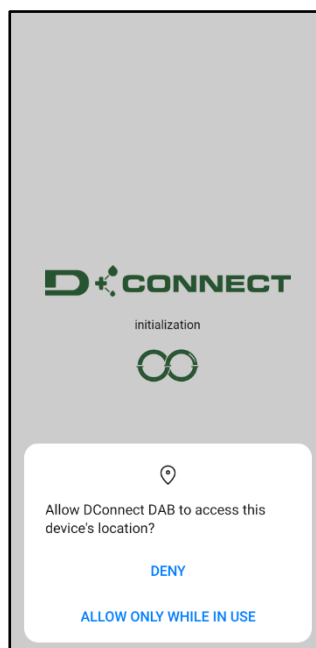 D+CONNECT
initialization
Allow DConnect DAB to access this
device's location?
DENY
ALLOW ONLY WHILE IN USE